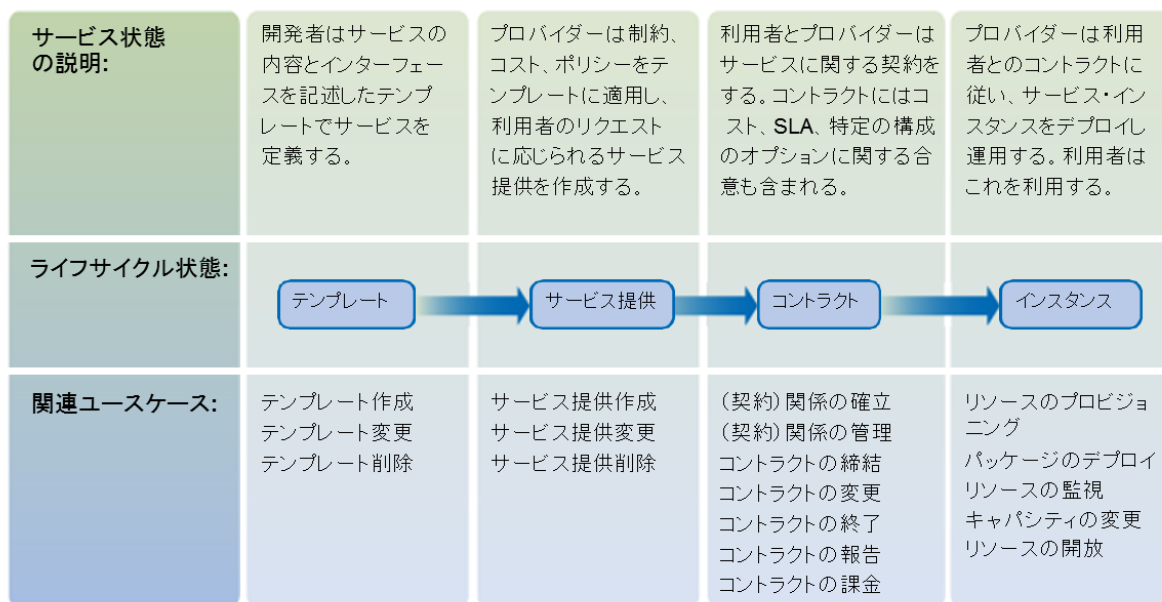 サービス状態
の説明:
開発者はサービスの
内容とインターフェー
スを記述したテンプ
レートでサービスを
定義する。
プロバイダーは制約、
コスト、ポリシーをテ
ンプレートに適用し、
利用者のリクエスト
に応じられるサービス
提供を作成する。
利用者とプロバイダーは
サービスに関する契約を
する。コントラクトにはコ
スト、SLA、特定の構成
のオプションに関する合
意も含まれる。
プロバイダーは利用
者とのコントラクトに
従い、サービス・イン
スタンスをデプロイし
運用する。利用者は
これを利用する。
ライフサイクル状態:
テンプレート
サービス提供
コントラクト
インスタンス
関連ユースケース:
テンプレート作成
テンプレート変更
テンプレート削除
サービス提供作成
サービス提供変更
サービス提供削除
(契約)関係の確立
(契約)関係の管理
コントラクトの締結
コントラクトの変更
コントラクトの終了
コントラクトの報告
コントラクトの課金
リソースのプロビジョ
ニング
パッケージのデプロイ
リソースの監視
キャパシティの変更
リソースの開放